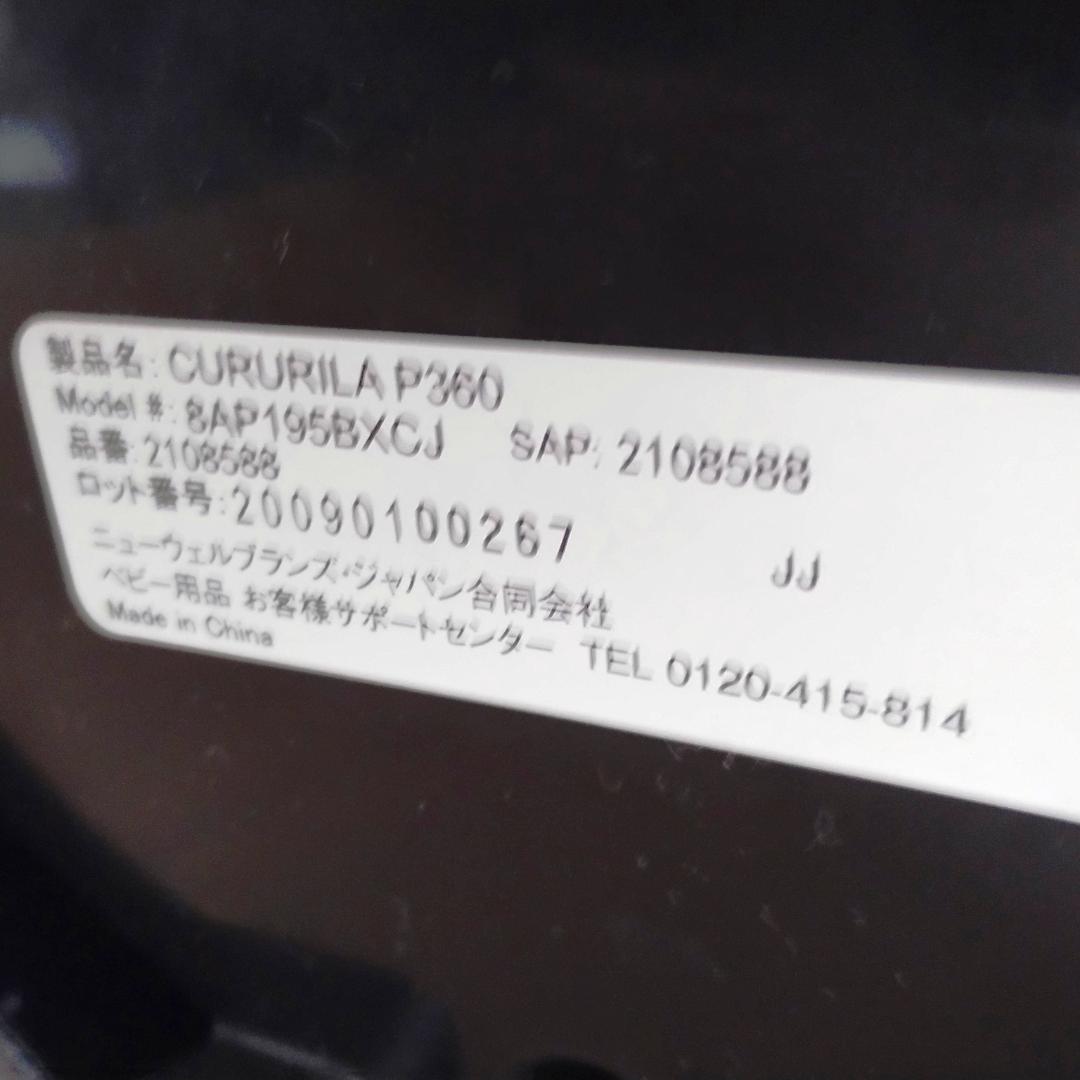 製品名: CURURILA P360
Model #: 8AP195BXCJ SAP: 2108588
品番: 2108588
ロット番号: 20090100267 JJ
ニューウェルブランズ・ジャパン合同会社
ベビー用品 お客様サポートセンター TEL 0120-415-814
Made in China